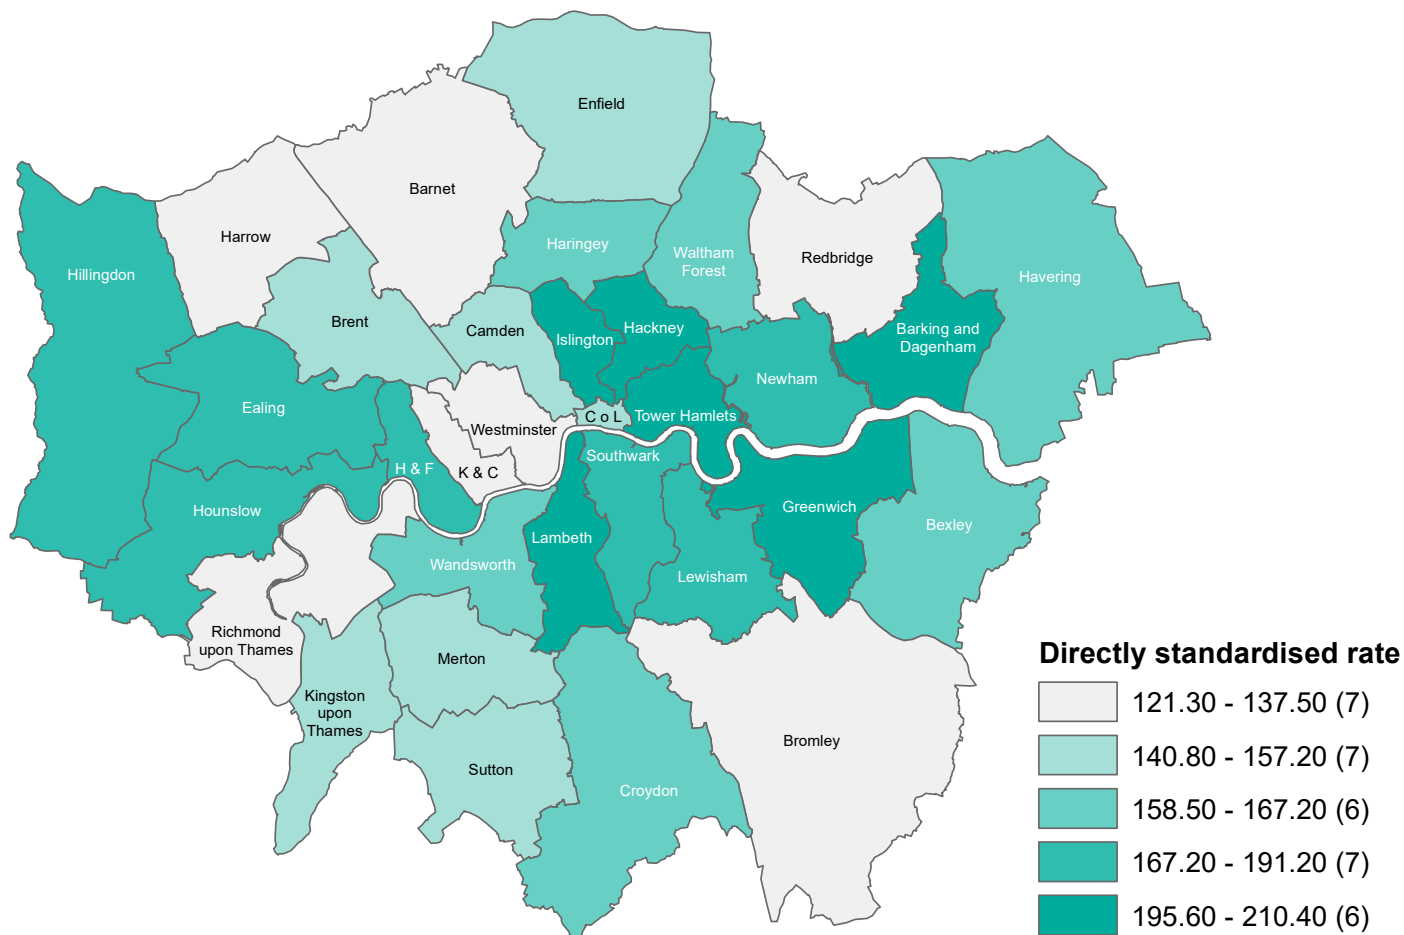 Enfield
Barnet
Harrow
Haringey
Waltham
Forest
Redbridge
Hillingdon
Havering
Brent
Camden
Islington
Hackney
Barking and
Dagenham
Newham
Ealing
Westminster
C o L
Tower Hamlets
H & F
K & C
Southwark
Hounslow
Greenwich
Bexley
Lambeth
Wandsworth
Lewisham
Richmond
upon Thames
Merton
Kingston
upon
Thames
Sutton
Croydon
Bromley
Directly standardised rate
121.30 - 137.50 (7)
140.80 - 157.20 (7)
158.50 - 167.20 (6)
167.20 - 191.20 (7)
195.60 - 210.40 (6)